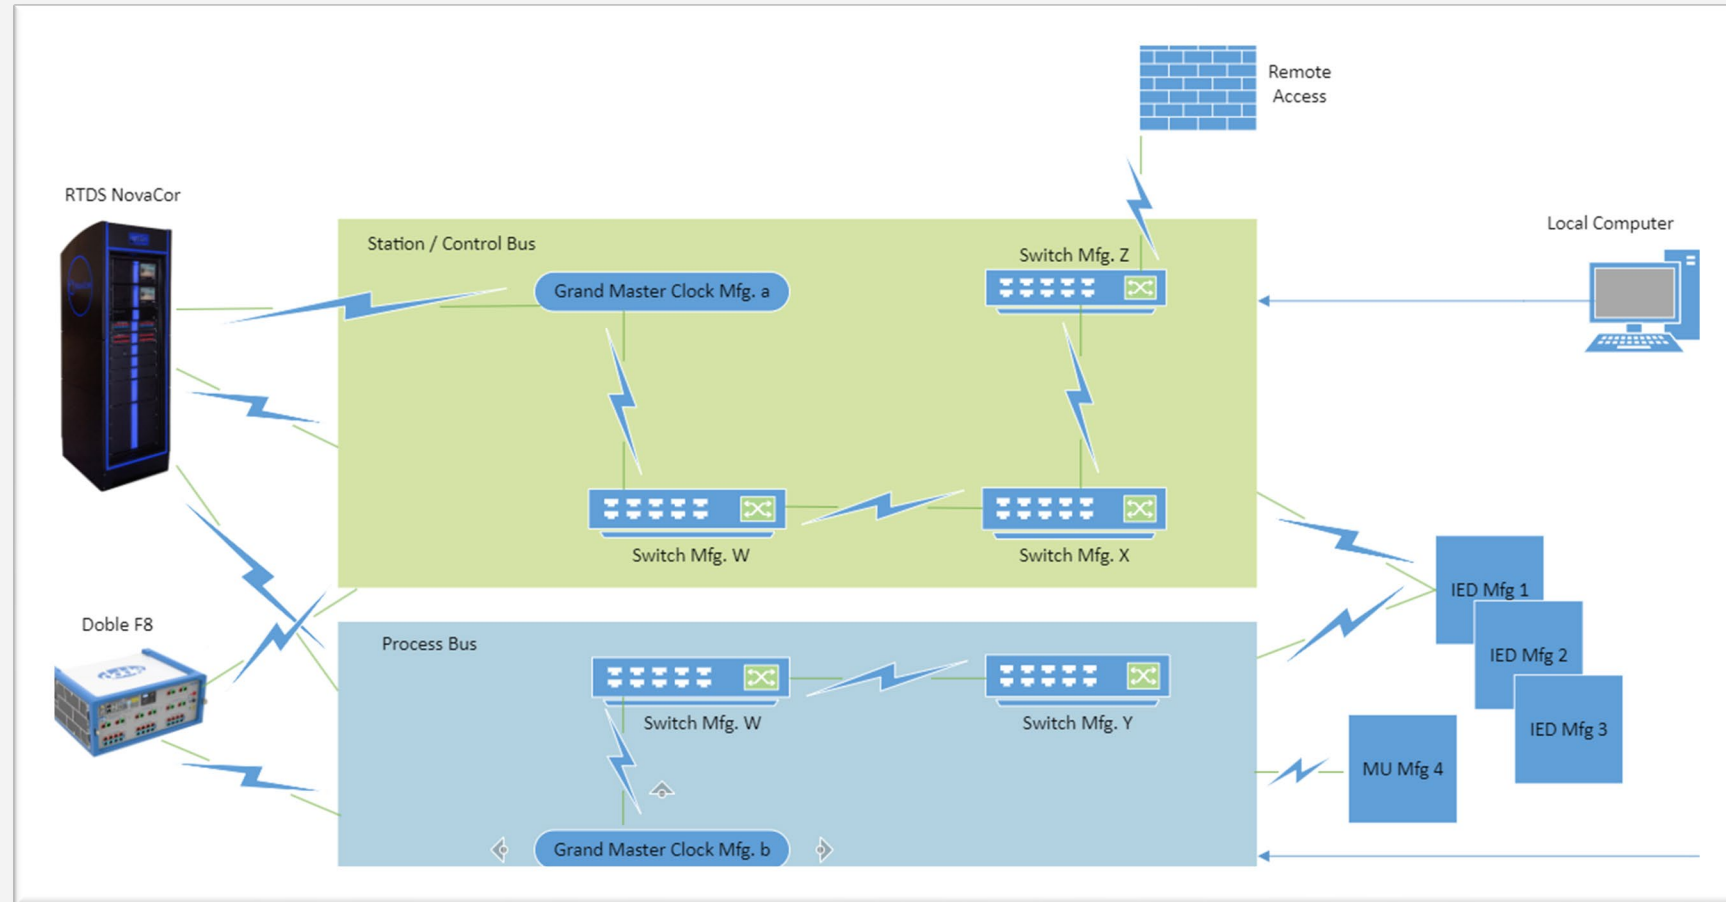 Remote
Access
RTDS NovaCor
Local Computer
Station / Control Bus
Switch Mfg. Z
Grand Master Clock Mfg. a
Switch Mfg. W
Switch Mfg. X
IED Mfg 1
Doble F8
Process Bus
IED Mfg 2
Switch Mfg. W
Switch Mfg. Y
IED Mfg 3
MU Mfg 4
Grand Master Clock Mfg. b